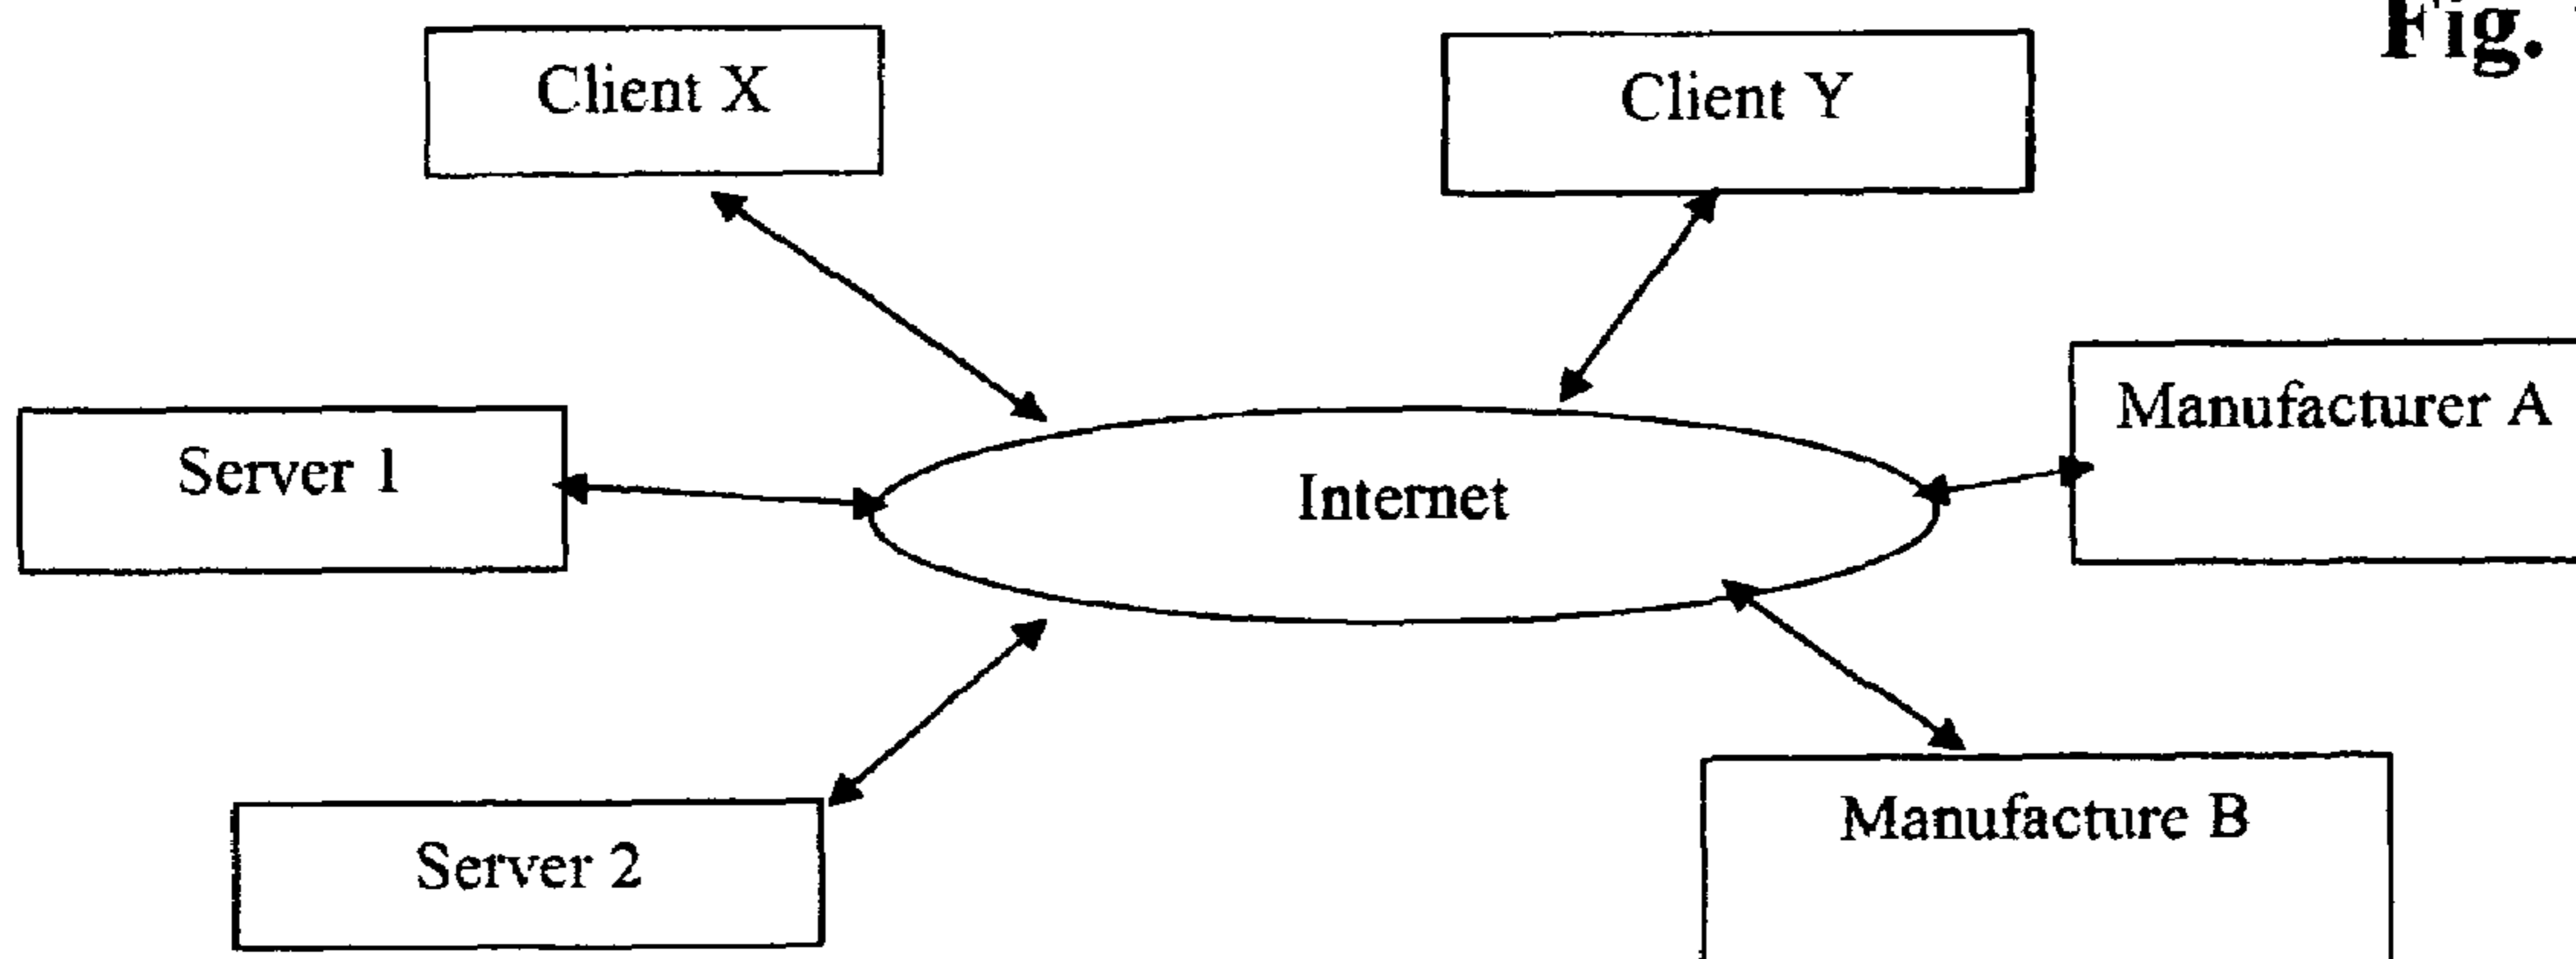 Fig.
Client X
Client Y
Manufacturer A
Server 1
Internet
Manufacture B
Server 2